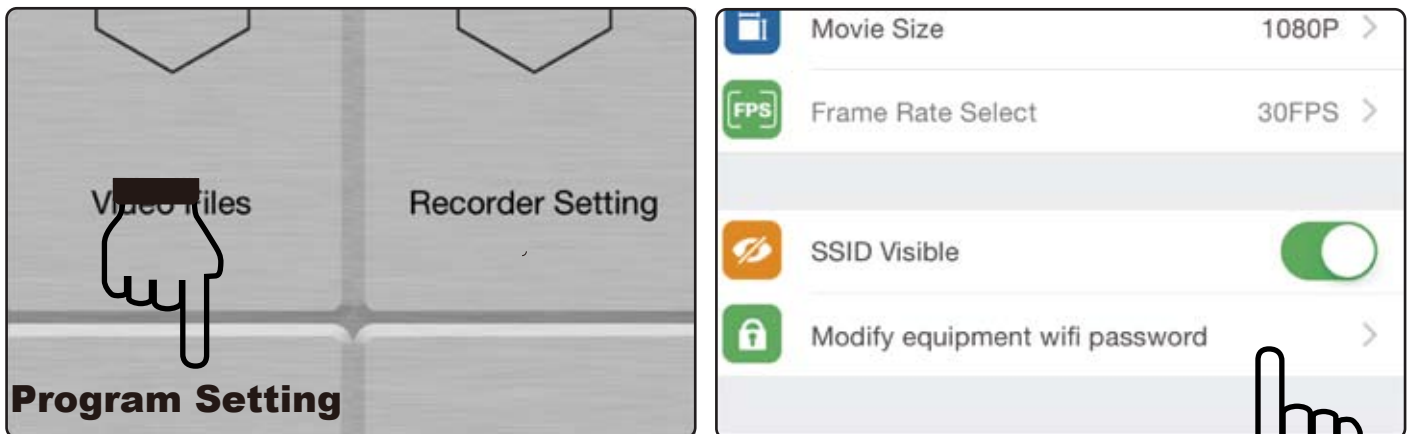 Video Files
Recorder Setting
Program Setting
Movie Size 1080P
FPS Frame Rate Select 30FPS
SSID Visible
Modify equipment wifi password